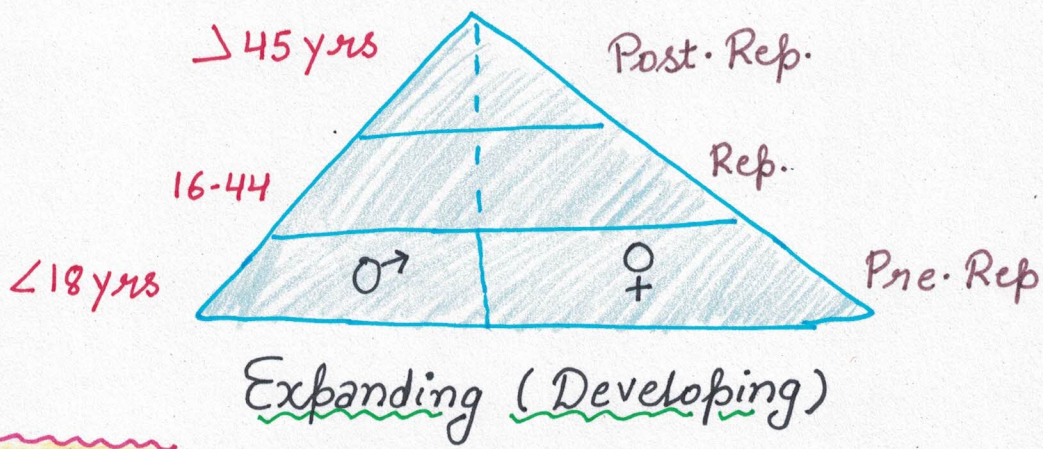 >45 yrs Post. Rep.
16-44 Rep.
<18 yrs ♂ ♀ Pre. Rep
Expanding (Developing)